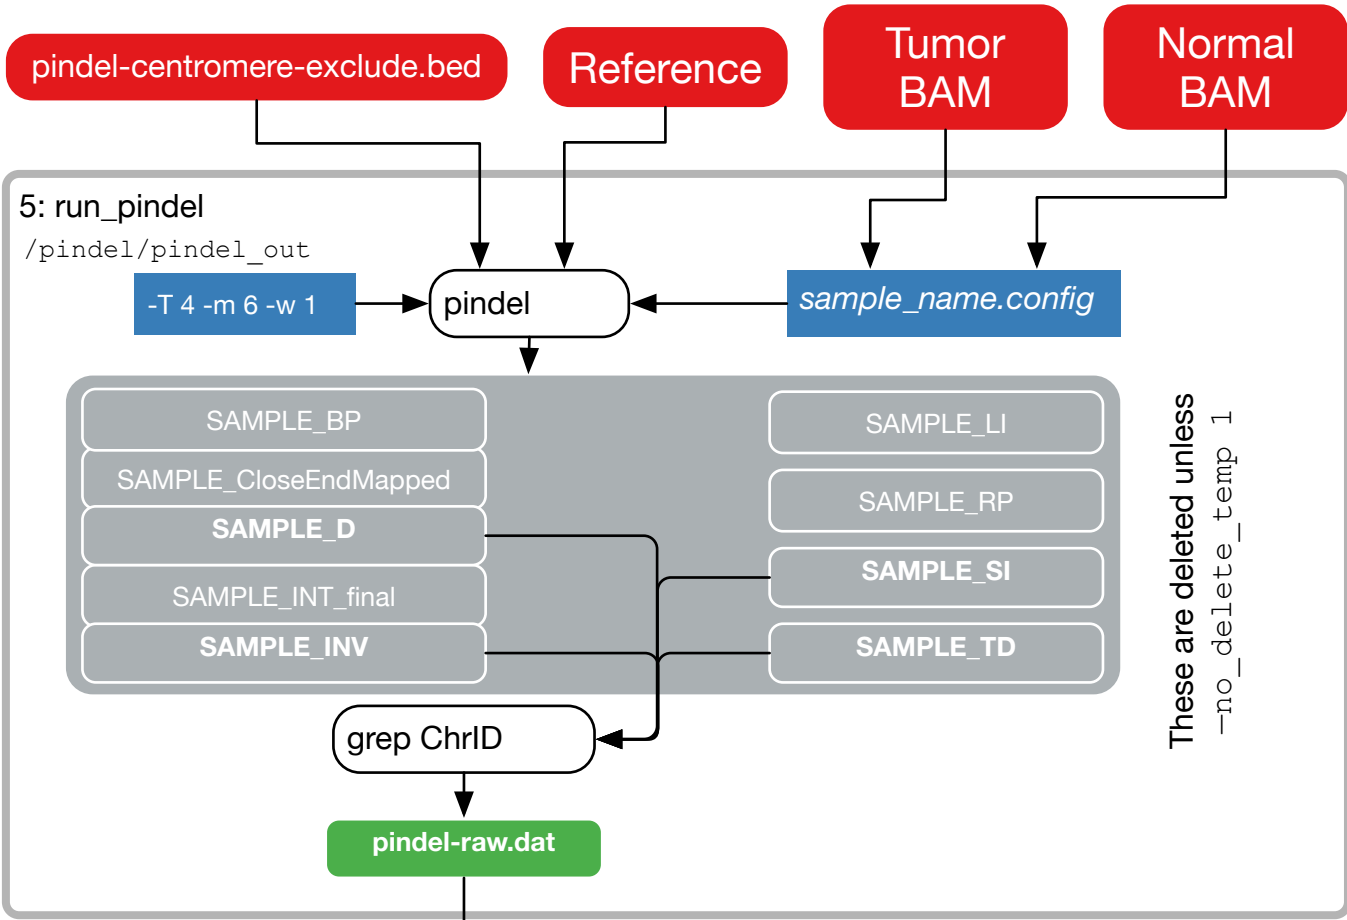 pindel-centromere-exclude.bed
Reference
Tumor
BAM
Normal
BAM
5: run_pindel
/pindel/pindel_out
-T 4 -m 6 -w 1
pindel
sample_name.config
SAMPLE_BP
SAMPLE_CloseEndMapped
SAMPLE_D
SAMPLE_INT_final
SAMPLE_INV
SAMPLE_LI
SAMPLE_RP
SAMPLE_SI
SAMPLE_TD
These are deleted unless
—no_delete_temp 1
grep ChrID
pindel-raw.dat